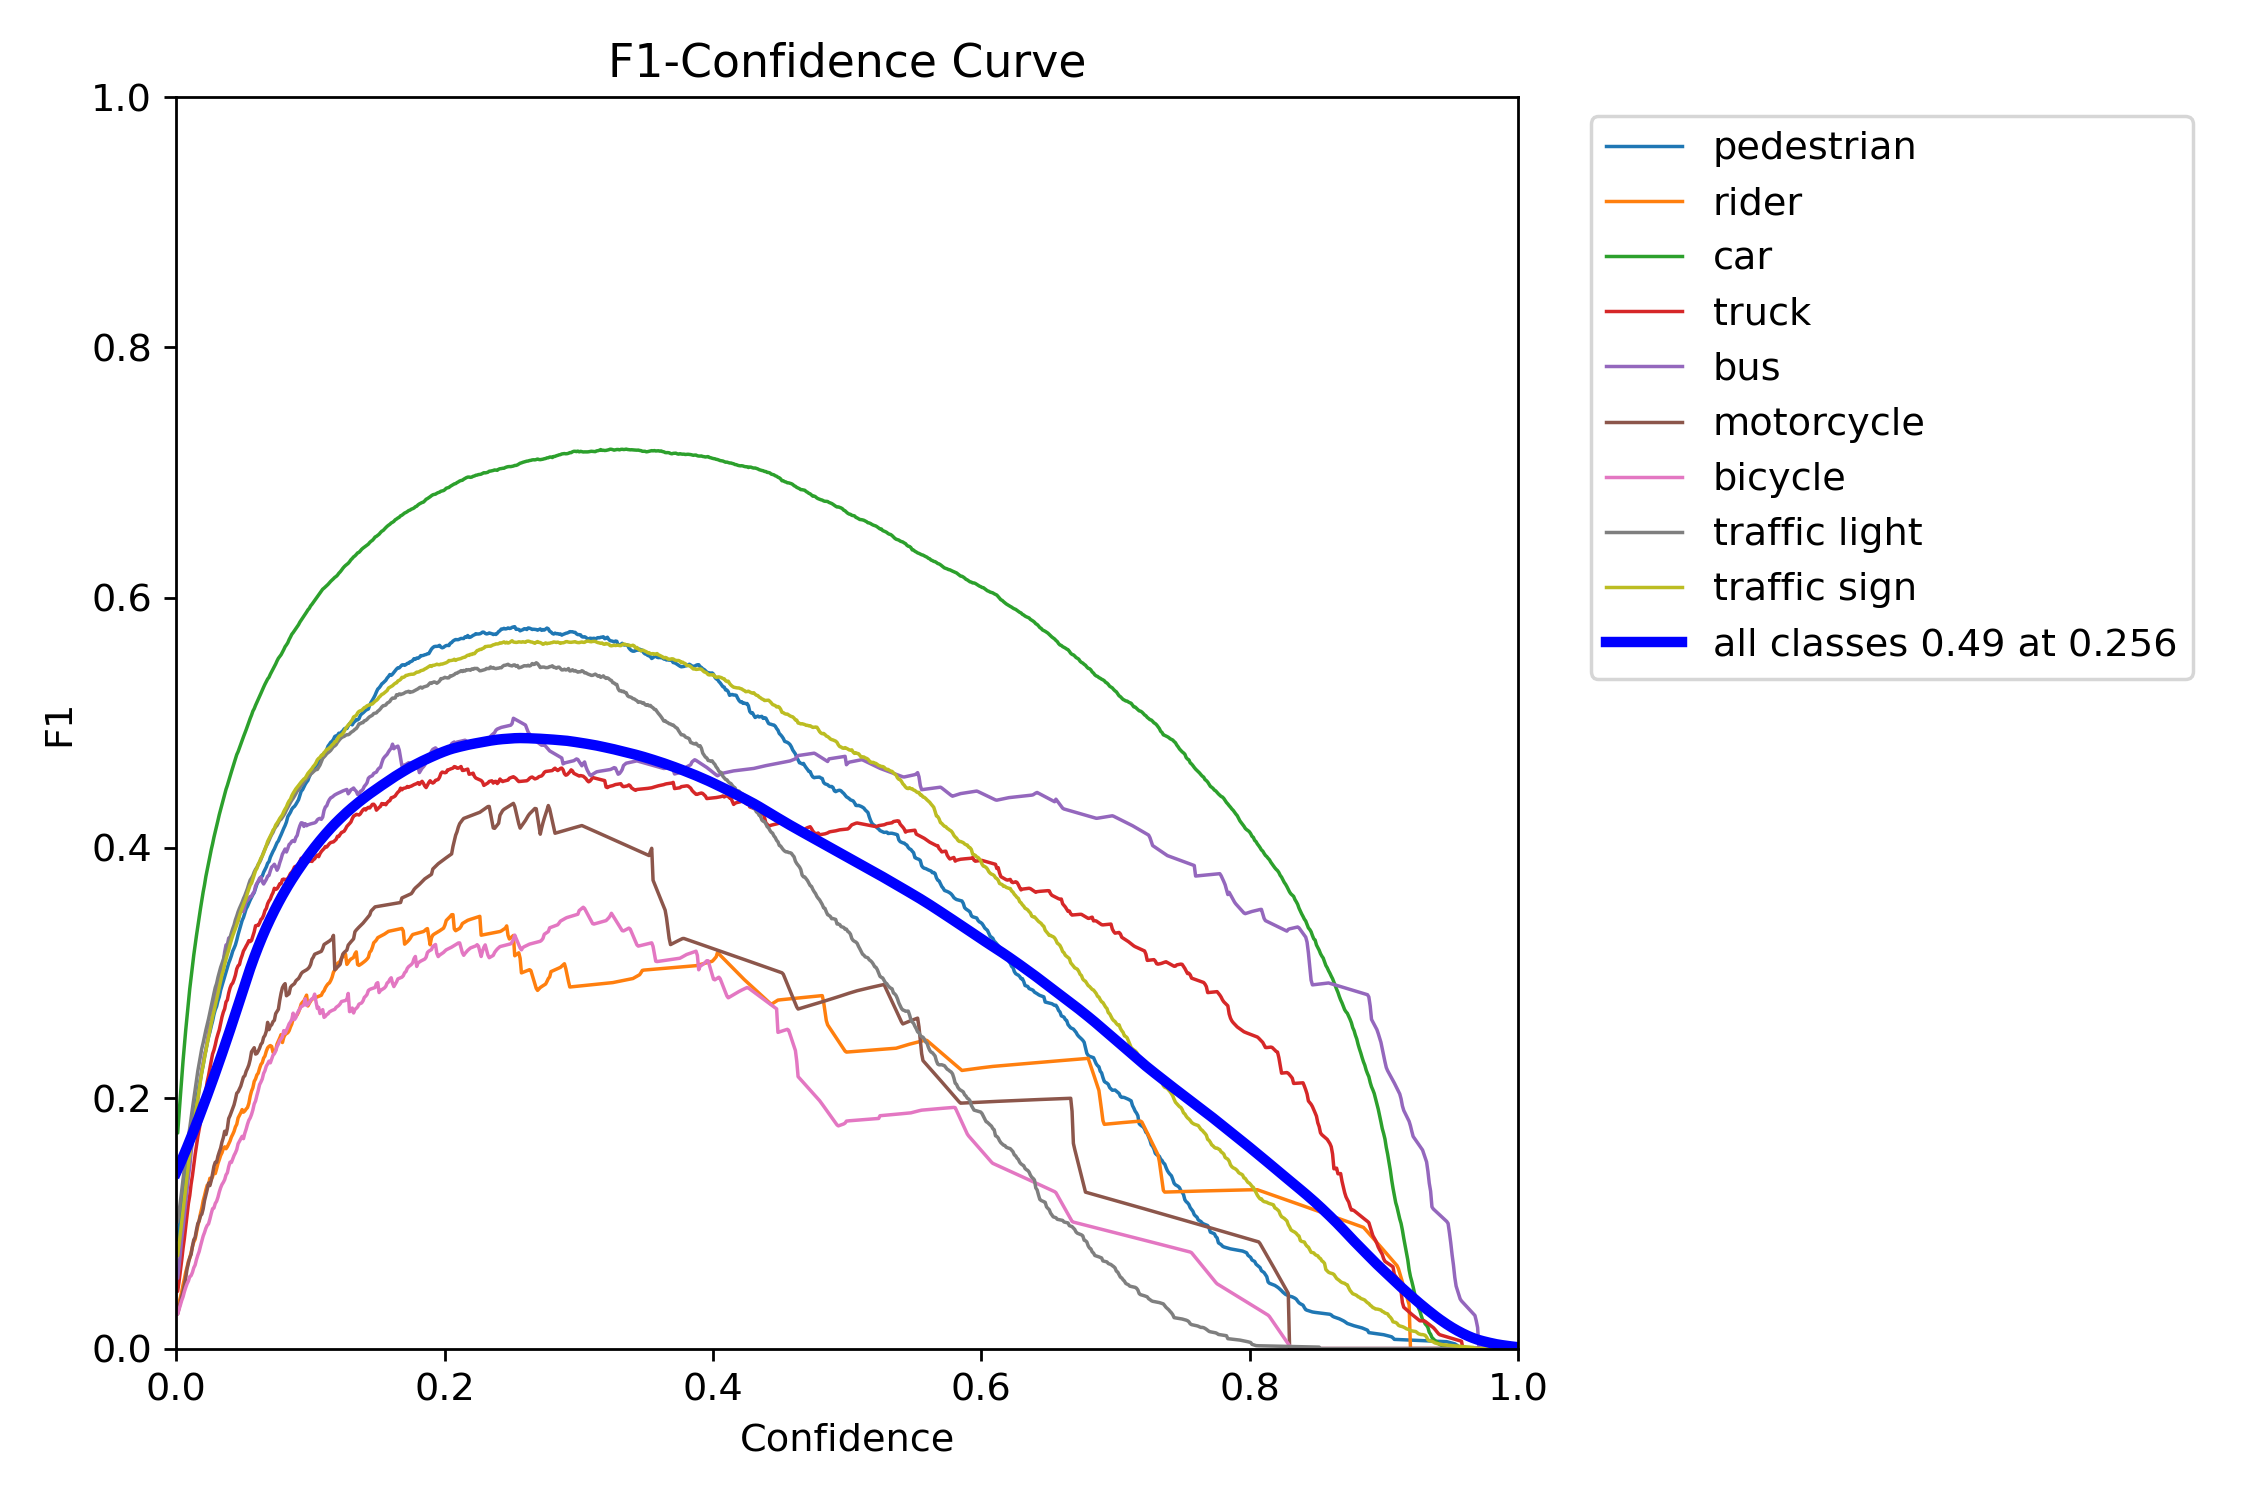 F1-Confidence Curve
1.0
0.8
0.6
0.4
0.2
0.0
F1
0.0 0.2 0.4 0.6 0.8 1.0
Confidence
pedestrian
rider
car
truck
bus
motorcycle
bicycle
traffic light
traffic sign
all classes 0.49 at 0.256